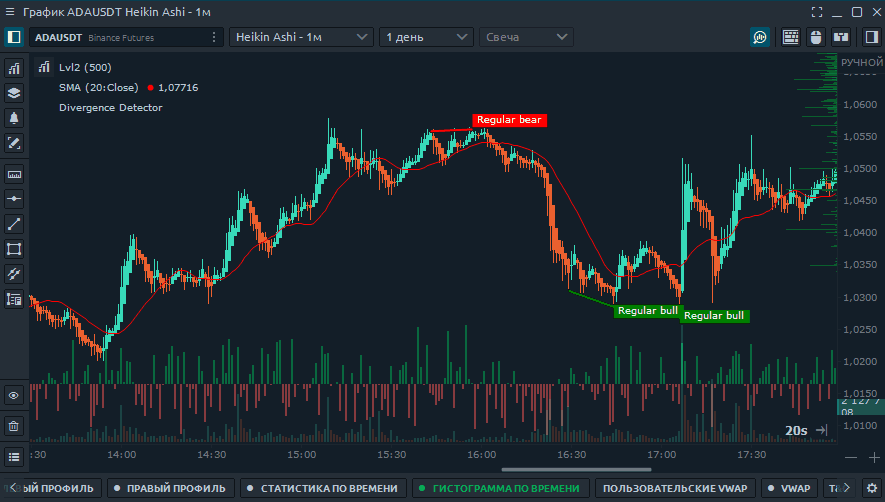 График ADAUSDT Heikin Ashi - 1м
ADAUSDT Binance Futures
Heikin Ashi - 1м
1 день
Свеча
Lvl2 (500)
SMA (20:Close) 1,07716
Divergence Detector
РУЧНОЙ
Regular bear
Regular bull
Regular bull
1,0600
1,0550
1,0500
1,0450
1,0400
1,0350
1,0300
1,0250
1,0200
1,0150
1,0100
20s
:30
14:00
14:30
15:00
15:30
16:00
16:30
17:00
17:30
ПРОФИЛЬ
ПРАВЫЙ ПРОФИЛЬ
СТАТИСТИКА ПО ВРЕМЕНИ
ГИСТОГРАММА ПО ВРЕМЕНИ
ПОЛЬЗОВАТЕЛЬСКИЕ VWAP
VWAP